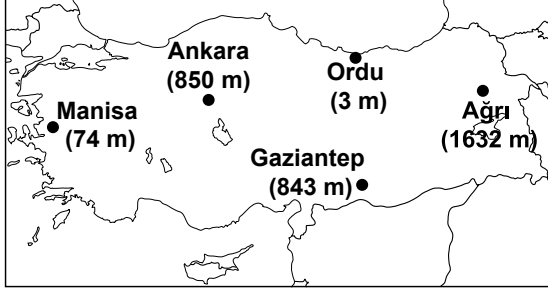 Ankara
(850 m)
Ordu
(3 m)
Ağrı
(1632 m)
Manisa
(74 m)
Gaziantep
(843 m)